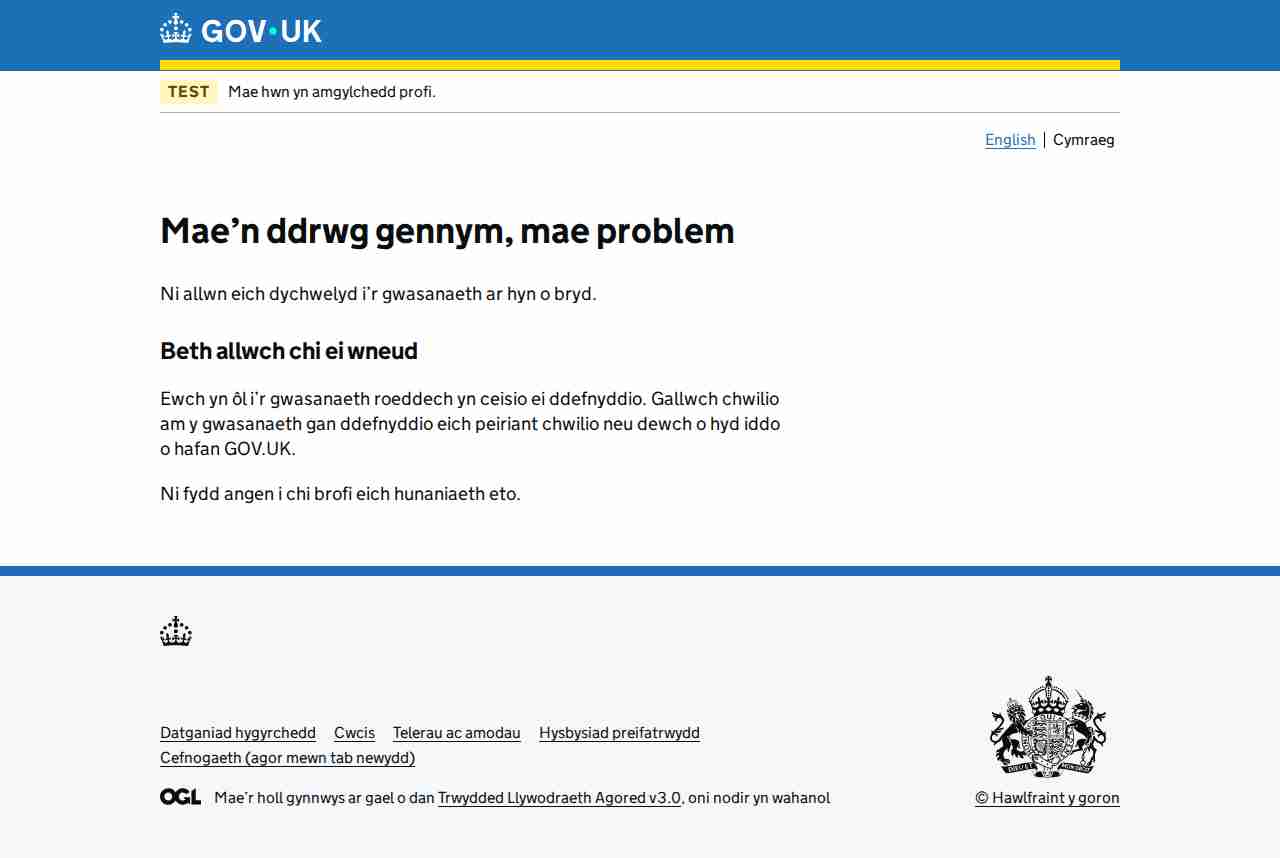 GOV·UK
TEST Mae hwn yn amgylchedd profi.
English | Cymraeg
Mae’n ddrwg gennym, mae problem
Ni allwn eich dychwelyd i’r gwasanaeth ar hyn o bryd.
Beth allwch chi ei wneud
Ewch yn ôl i’r gwasanaeth roeddech yn ceisio ei ddefnyddio. Gallwch chwilio
am y gwasanaeth gan ddefnyddio eich peiriant chwilio neu dewch o hyd iddo
o hafan GOV.UK.
Ni fydd angen i chi brofi eich hunaniaeth eto.
Datganiad hygyrchedd Cwcis Telerau ac amodau Hysbysiad preifatrwydd
Cefnogaeth (agor mewn tab newydd)
OGL Mae’r holl gynnwys ar gael o dan Trwydded Llywodraeth Agored v3.0, oni nodir yn wahanol
© Hawlfraint y goron